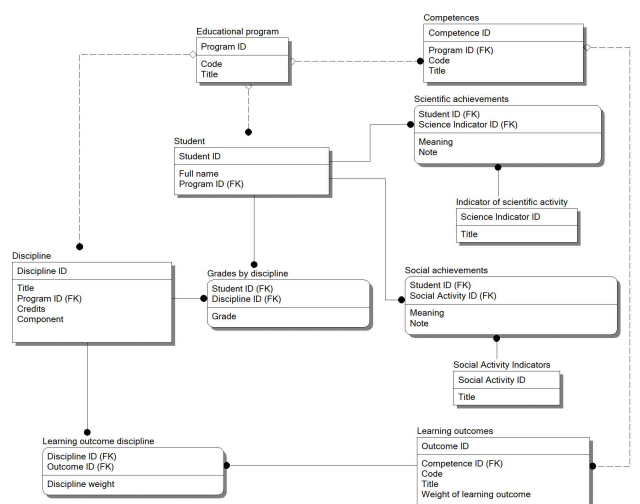 Educational program
Program ID
Code
Title
Competences
Competence ID
Program ID (FK)
Code
Title
Scientific achievements
Student ID (FK)
Science Indicator ID (FK)
Meaning
Note
Student
Student ID
Full name
Program ID (FK)
Indicator of scientific activity
Science Indicator ID
Title
Discipline
Discipline ID
Title
Program ID (FK)
Credits
Component
Grades by discipline
Student ID (FK)
Discipline ID (FK)
Grade
Social achievements
Student ID (FK)
Social Activity ID (FK)
Meaning
Note
Social Activity Indicators
Social Activity ID
Title
Learning outcome discipline
Discipline ID (FK)
Outcome ID (FK)
Discipline weight
Learning outcomes
Outcome ID
Competence ID (FK)
Code
Title
Weight of learning outcome